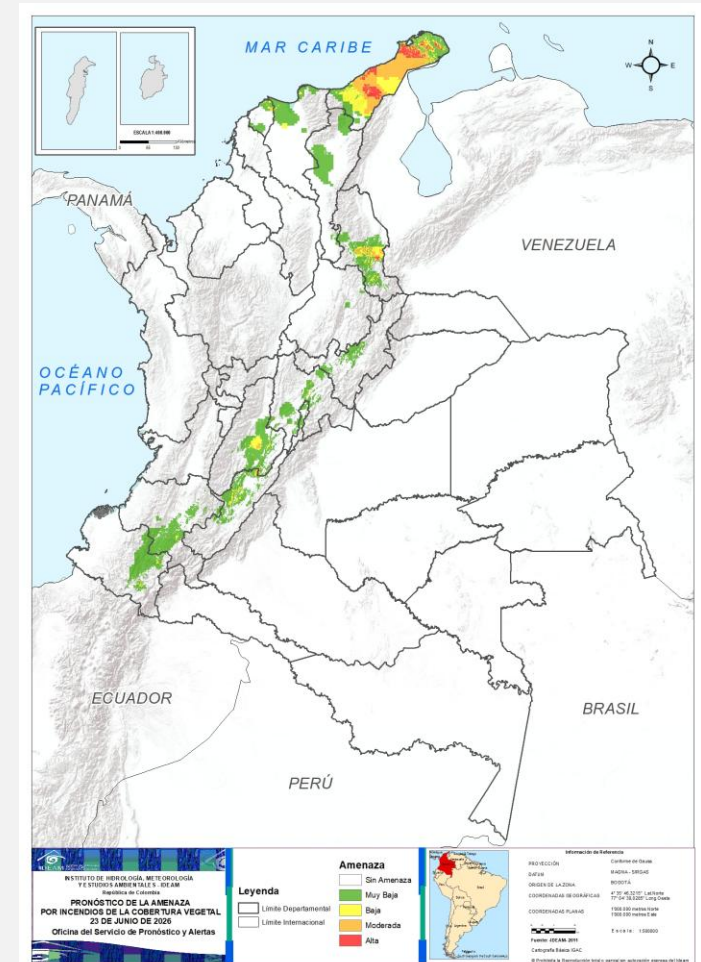 MAR CARIBE
N
W
E
S
ESCALA 1:400.000
PANAMÁ
VENEZUELA
OCÉANO
PACÍFICO
ECUADOR
BRASIL
PERÚ
IDEAM
INSTITUTO DE HIDROLOGÍA, METEOROLOGÍA
Y ESTUDIOS AMBIENTALES - IDEAM
República de Colombia
PRONÓSTICO DE LA AMENAZA
POR INCENDIOS DE LA COBERTURA VEGETAL
23 DE JUNIO DE 2026
Oficina del Servicio de Pronóstico y Alertas
Leyenda
Límite Departamental
Límite Internacional
Amenaza
Sin Amenaza
Muy Baja
Baja
Moderada
Alta
Información de Referencia
PROYECCIÓN
Conforme de Gauss
DATUM
MAGNA - SIRGAS
ORIGEN DE LA ZONA
BOGOTÁ
COORDENADAS GEOGRÁFICAS
COORDENADAS PLANAS
1'000.000 metros Norte
1'000.000 metros Este
Fuente: IDEAM, 2011
Cartografía Básica: IGAC